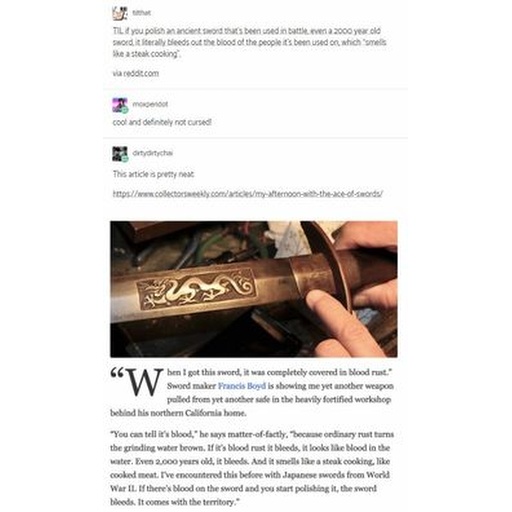 tilthat
TIL if you polish an ancient sword that's been used in battle, even a 2000 year old
sword, it literally bleeds out the blood of the people it's been used on, which "smells
like a steak cooking".
via reddit.com
moxperidot
cool and definitely not cursed!
dirtydirtychai
This article is pretty neat
https://www.collectorsweekly.com/articles/my-afternoon-with-the-ace-of-swords/
“When I got this sword, it was completely covered in blood rust.”
Sword maker Francis Boyd is showing me yet another weapon
pulled from yet another safe in the heavily fortified workshop
behind his northern California home.
“You can tell it’s blood,” he says matter-of-factly, “because ordinary rust turns
the grinding water brown. If it’s blood rust it bleeds, it looks like blood in the
water. Even 2,000 years old, it bleeds. And it smells like a steak cooking, like
cooked meat. I’ve encountered this before with Japanese swords from World
War II. If there’s blood on the sword and you start polishing it, the sword
bleeds. It comes with the territory.”